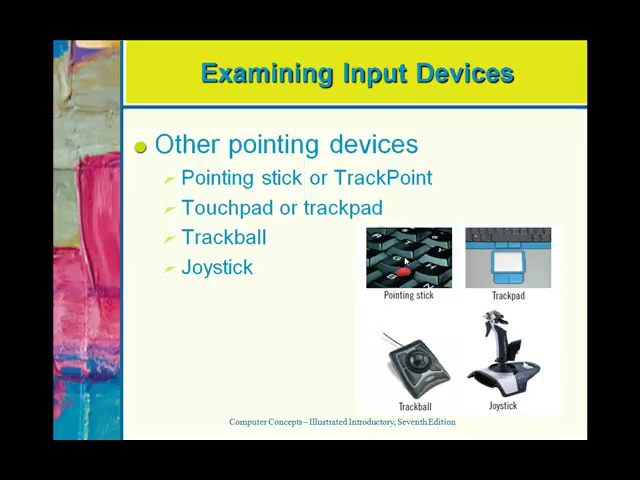 Examining Input Devices
Other pointing devices
Pointing stick or TrackPoint
Touchpad or trackpad
Trackball
Joystick
Pointing stick
Trackpad
Trackball
Joystick
Computer Concepts – Illustrated Introductory, Seventh Edition